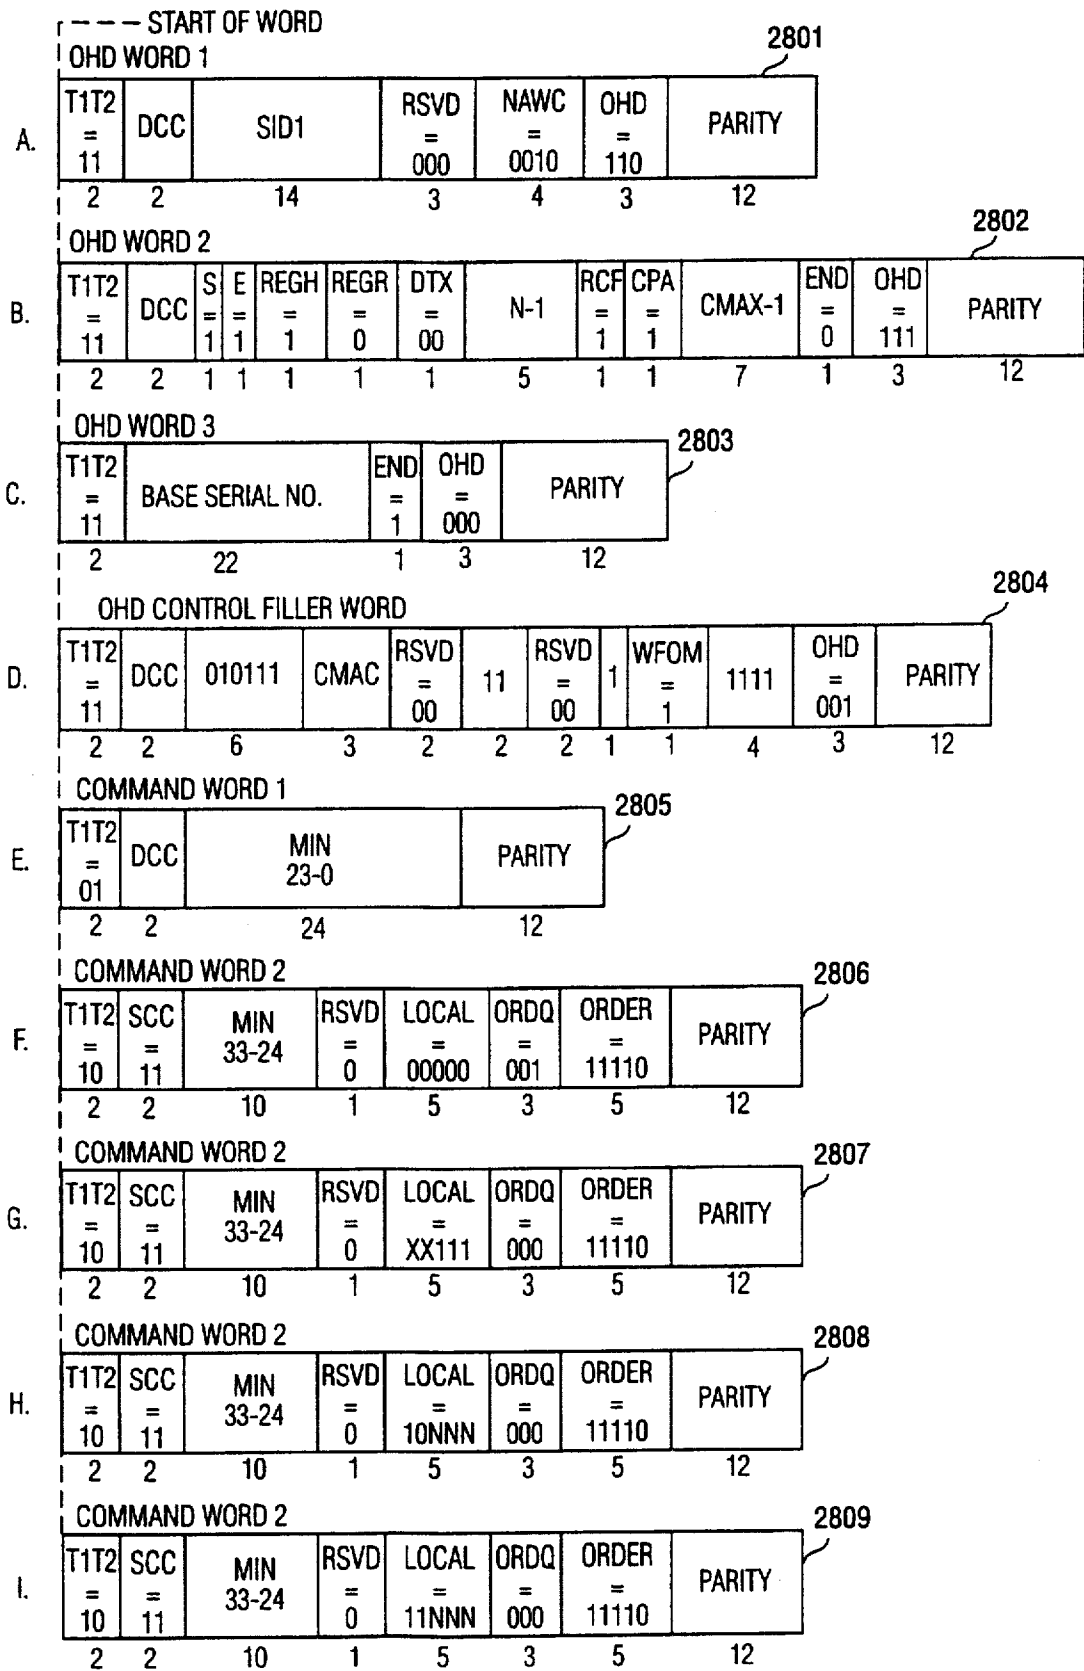 START OF WORD
OHD WORD 1
2801
A. T1T2 = 11 DCC SID1 RSVD = 000 NAWC = 0010 OHD = 110 PARITY
2 2 14 3 4 3 12
OHD WORD 2
2802
B. T1T2 = 11 DCC S = 1 E = 1 REGH = 1 REGR = 0 DTX = 00 N-1 RCF = 1 CPA = 1 CMAX-1 END = 0 OHD = 111 PARITY
2 2 1 1 1 1 1 5 1 1 7 1 3 12
OHD WORD 3
2803
C. T1T2 = 11 BASE SERIAL NO. END = 1 OHD = 000 PARITY
2 22 1 3 12
OHD CONTROL FILLER WORD
2804
D. T1T2 = 11 DCC 010111 CMAC RSVD = 00 11 RSVD = 00 1 WFOM = 1 1111 OHD = 001 PARITY
2 2 6 3 2 2 2 1 1 4 3 12
COMMAND WORD 1
2805
E. T1T2 = 01 DCC MIN 23-0 PARITY
2 2 24 12
COMMAND WORD 2
2806
F. T1T2 = 10 SCC = 11 MIN 33-24 RSVD = 0 LOCAL = 00000 ORDQ = 001 ORDER = 11110 PARITY
2 2 10 1 5 3 5 12
COMMAND WORD 2
2807
G. T1T2 = 10 SCC = 11 MIN 33-24 RSVD = 0 LOCAL = XX111 ORDQ = 000 ORDER = 11110 PARITY
2 2 10 1 5 3 5 12
COMMAND WORD 2
2808
H. T1T2 = 10 SCC = 11 MIN 33-24 RSVD = 0 LOCAL = 10NNN ORDQ = 000 ORDER = 11110 PARITY
2 2 10 1 5 3 5 12
COMMAND WORD 2
2809
I. T1T2 = 10 SCC = 11 MIN 33-24 RSVD = 0 LOCAL = 11NNN ORDQ = 000 ORDER = 11110 PARITY
2 2 10 1 5 3 5 12